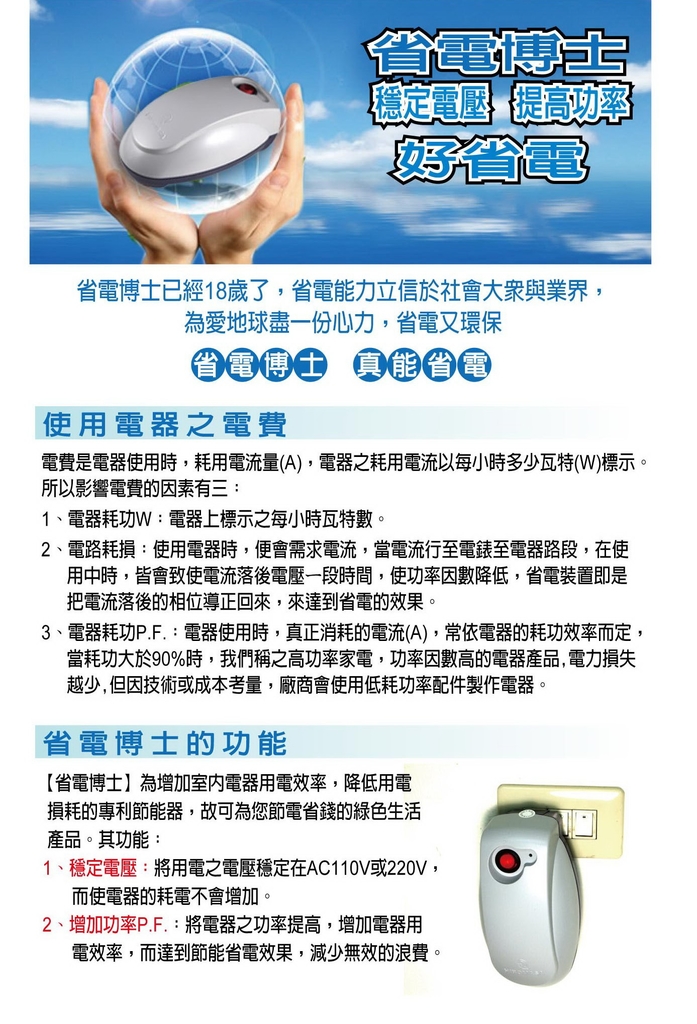 省電博士
穩定電壓 提高功率
好省電
省電博士已經18歲了，省電能力立信於社會大眾與業界，
為愛地球盡一份心力，省電又環保
省電博士 真能省電
使用電器之電費
電費是電器使用時，耗用電流量(A)，電器之耗用電流以每小時多少瓦特(W)標示。
所以影響電費的因素有三：
1、電器耗功W：電器上標示之每小時瓦特數。
2、電路耗損：使用電器時，便會需求電流，當電流行至電錶至電器路段，在使
用中時，皆會致使電流落後電壓一段時間，使功率因數降低，省電裝置即是
把電流落後的相位導正回來，來達到省電的效果。
3、電器耗功P.F.：電器使用時，真正消耗的電流(A)，常依電器的耗功效率而定，
當耗功大於90%時，我們稱之高功率家電，功率因數高的電器產品,電力損失
越少,但因技術或成本考量，廠商會使用低耗功率配件製作電器。
省電博士的功能
【省電博士】為增加室內電器用電效率，降低用電
損耗的專利節能器，故可為您節電省錢的綠色生活
產品。其功能：
1、穩定電壓：將用電之電壓穩定在AC110V或220V，
而使電器的耗電不會增加。
2、增加功率P.F.：將電器之功率提高，增加電器用
電效率，而達到節能省電效果，減少無效的浪費。